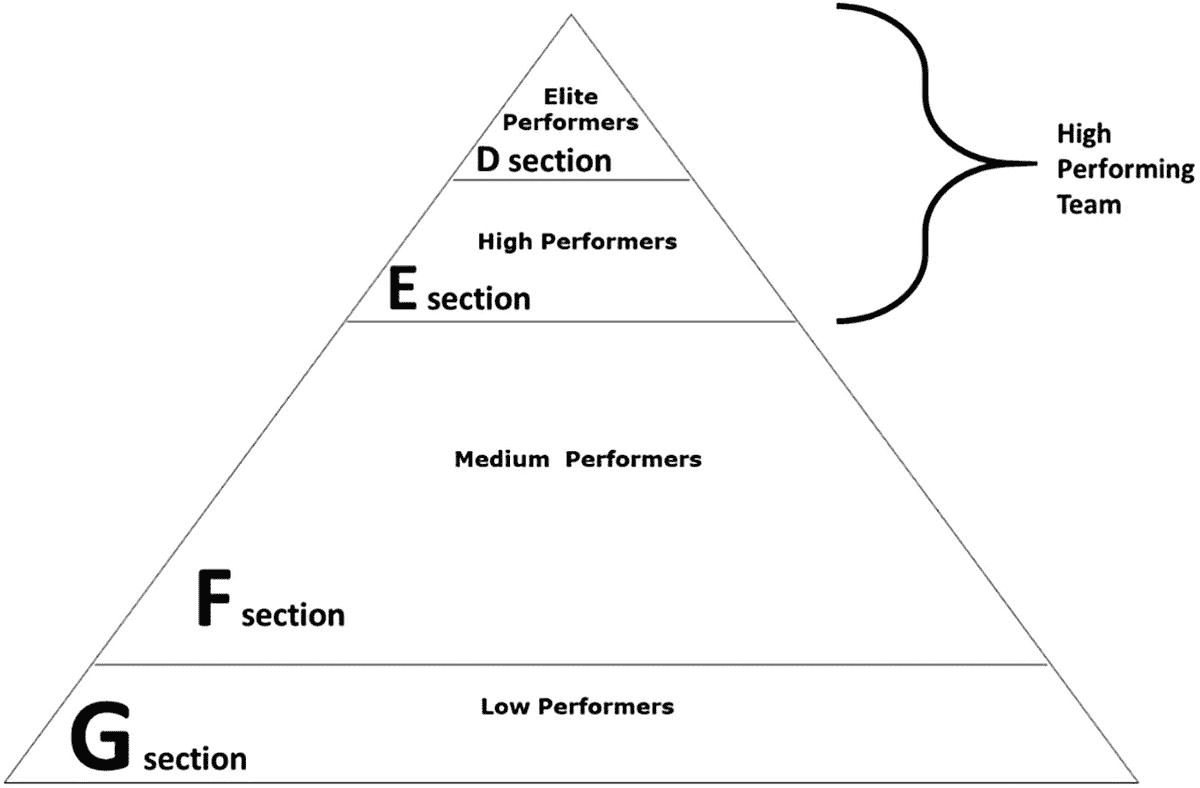 Elite
Performers
D section
High Performers
E section
High
Performing
Team
Medium  Performers
F section
Low Performers
G section